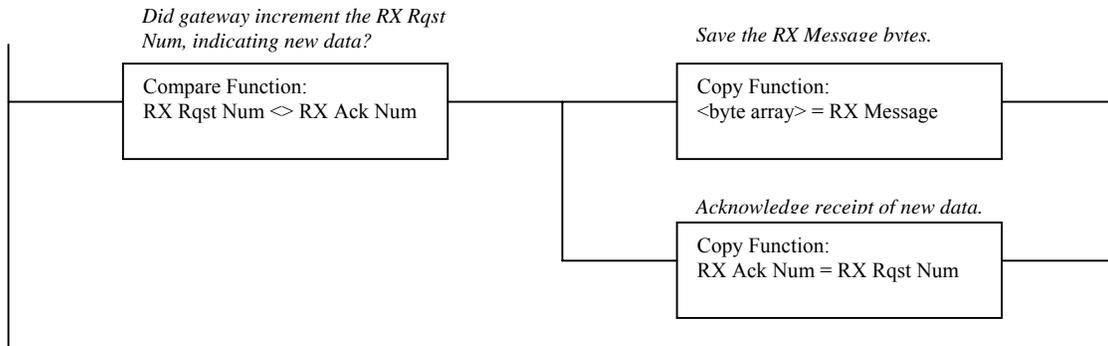 Did gateway increment the RX Rqst
Num, indicating new data?
Compare Function:
RX Rqst Num <> RX Ack Num
Save the RX Message bytes.
Copy Function:
<byte array> = RX Message
Acknowledge receipt of new data.
Copy Function:
RX Ack Num = RX Rqst Num